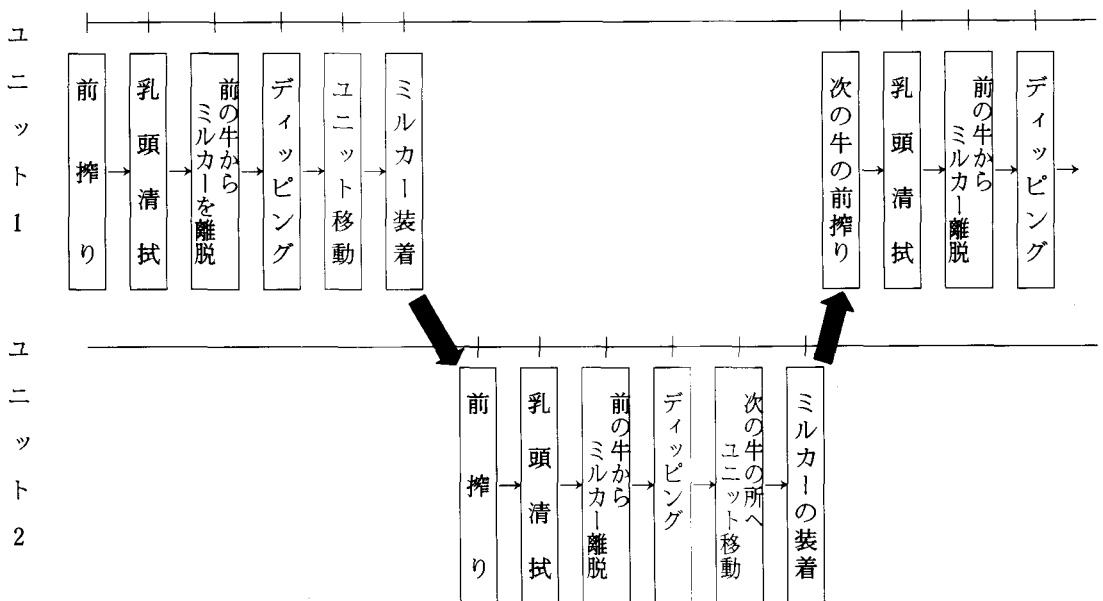 ユニット1
前搾り
乳頭清拭
前の牛から
ミルカーを離脱
ディッピング
ユニット移動
ミルカー装着
次の牛の前搾り
乳頭清拭
前の牛から
ミルカー離脱
ディッピング
ユニット2
前搾り
乳頭清拭
前の牛から
ミルカー離脱
ディッピング
次の牛の所へ
ユニット移動
ミルカーの装着